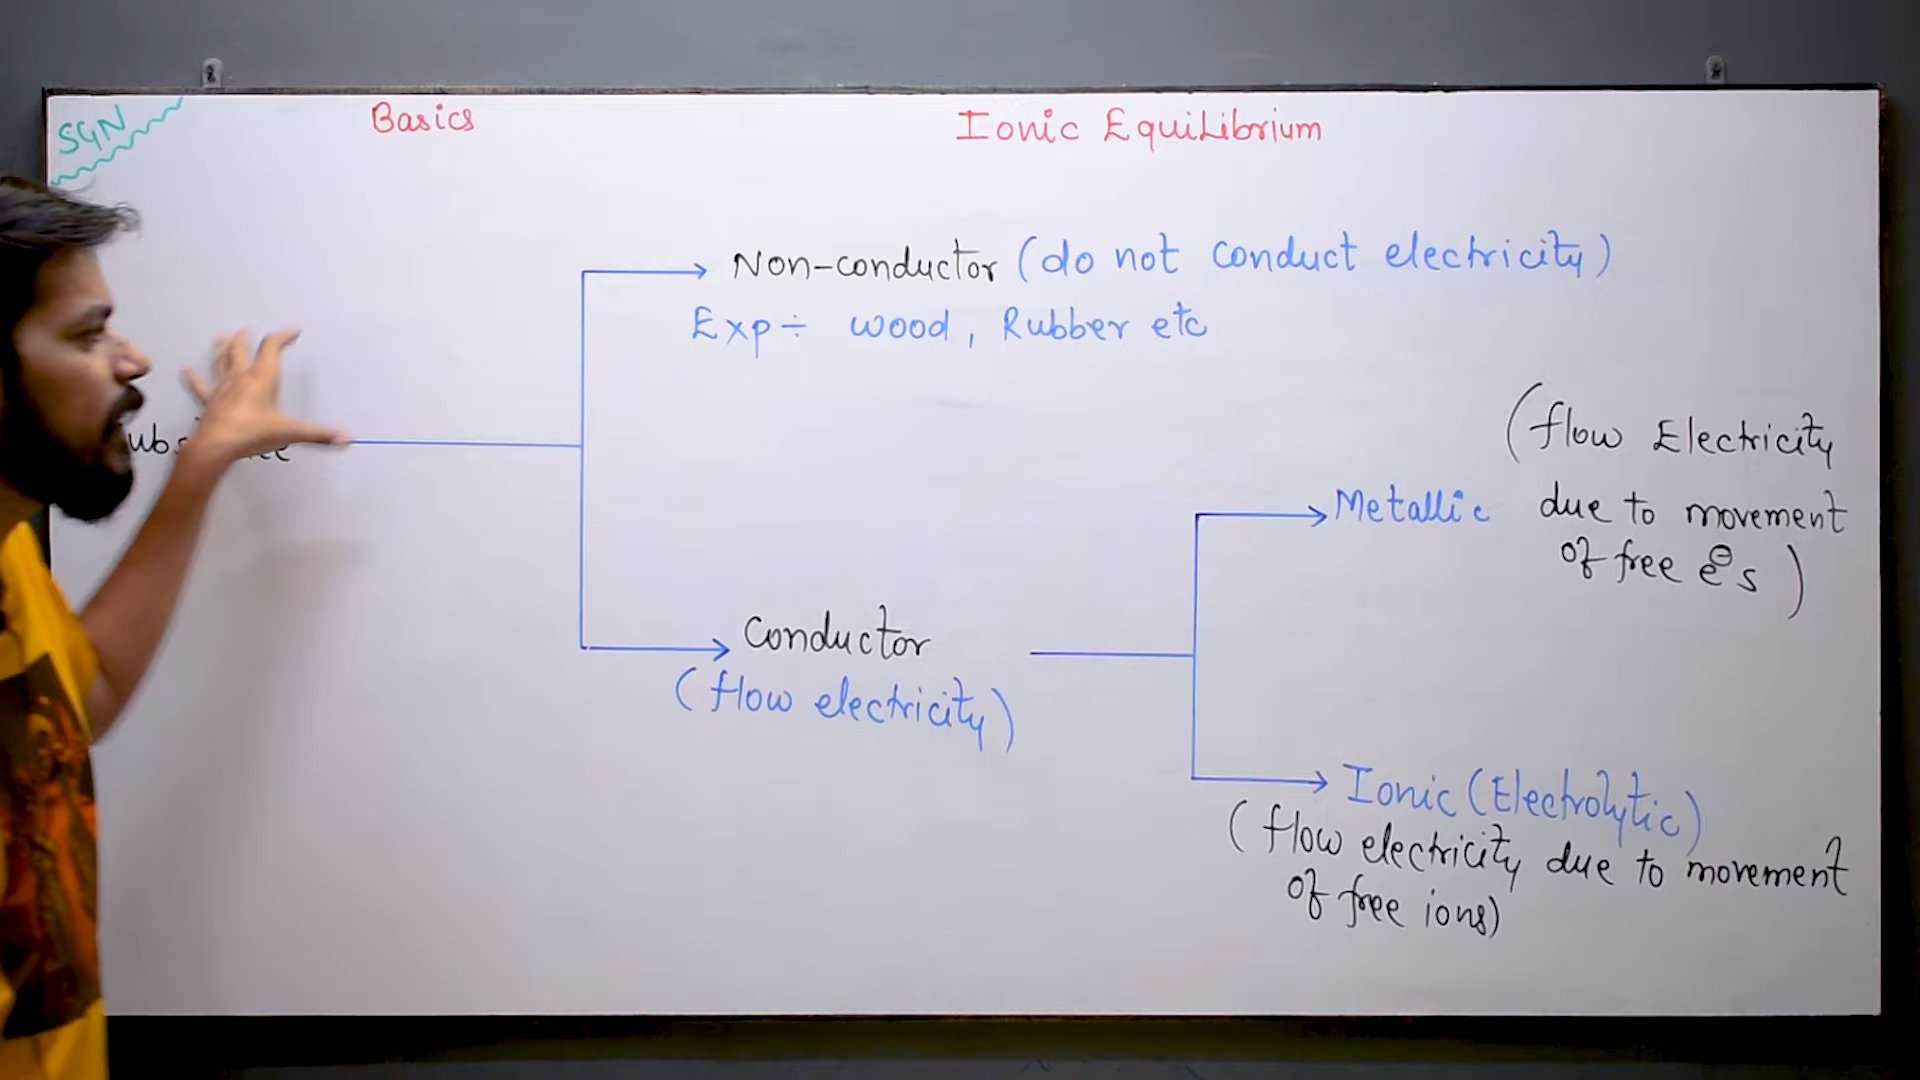 SGN
Basics
Ionic Equilibrium
Non-conductor (do not conduct electricity)
Exp÷ wood, Rubber etc
(flow Electricity
Metallic due to movement
of free e⊖s)
Conductor
(flow electricity)
Ionic (Electrolytic)
(flow electricity due to movement
of free ions)